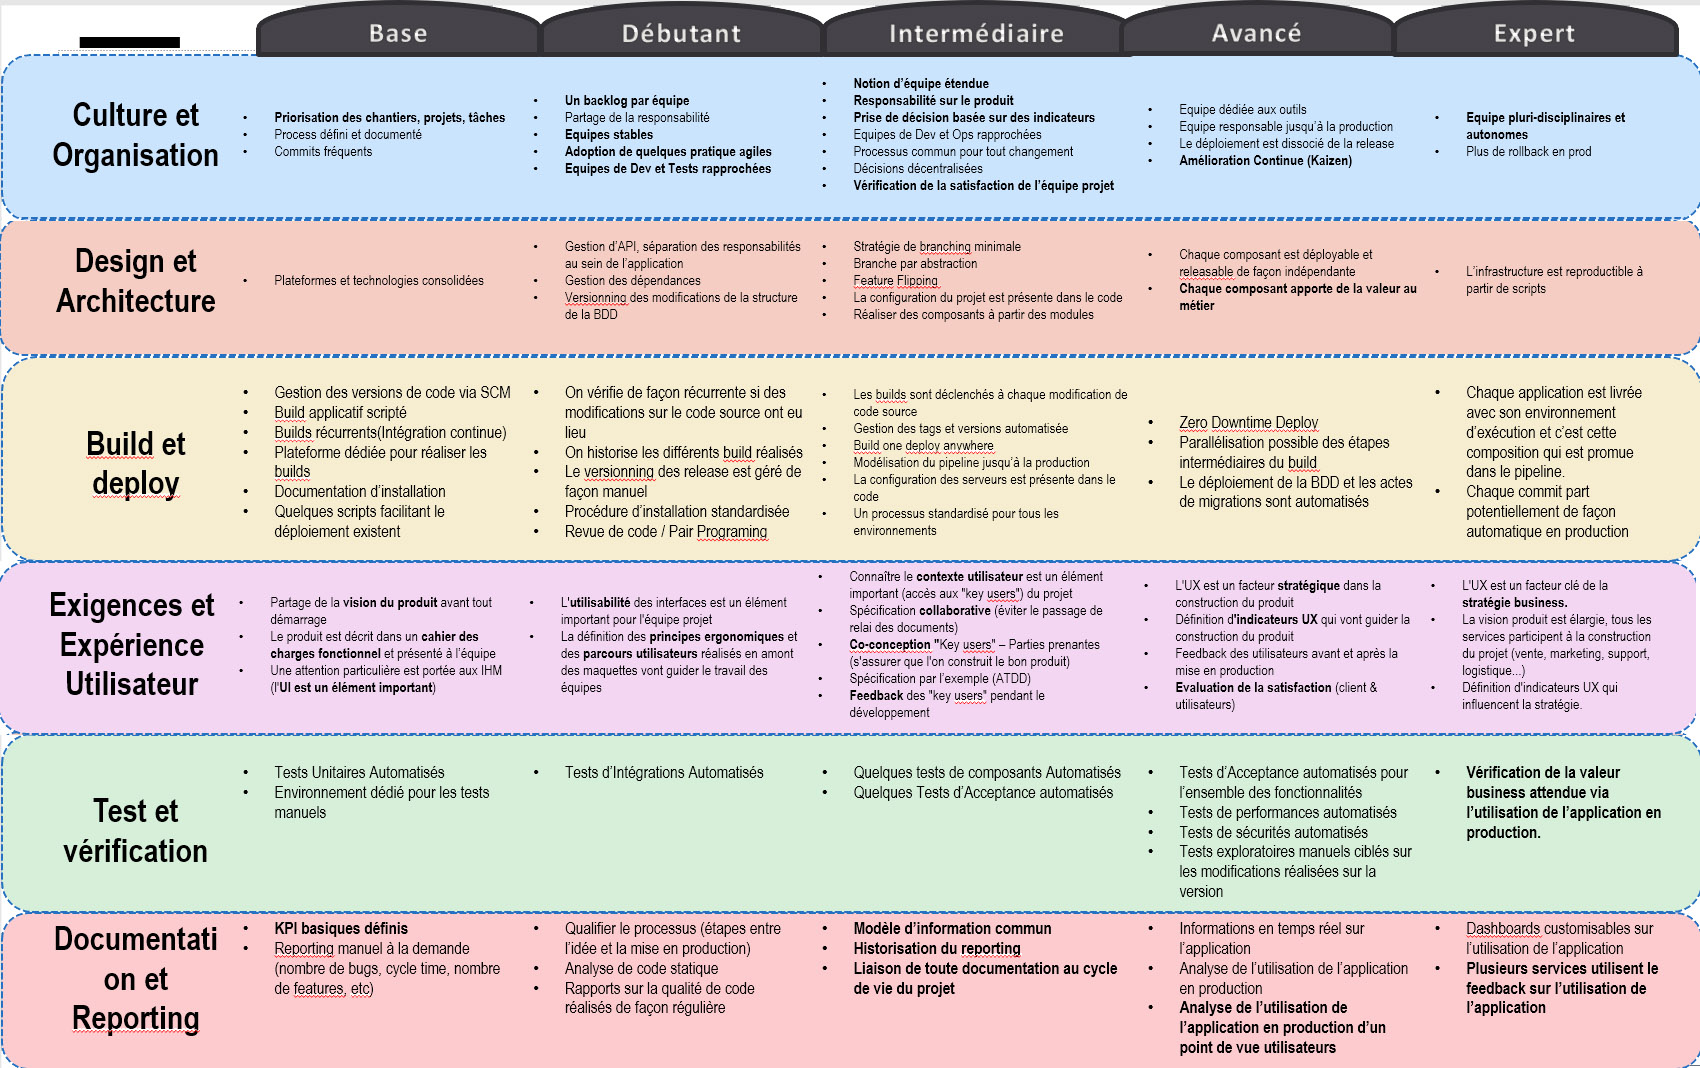 Base
Débutant
Intermédiaire
Avancé
Expert
Culture et
Organisation
• Priorisation des chantiers, projets, tâches
• Process défini et documenté
• Commits fréquents
• Un backlog par équipe
• Partage de la responsabilité
• Equipes stables
• Adoption de quelques pratique agiles
• Equipes de Dev et Tests rapprochées
• Notion d'équipe étendue
• Responsabilité sur le produit
• Prise de décision basée sur des indicateurs
• Equipes de Dev et Ops rapprochées
• Processus commun pour tout changement
• Décisions décentralisées
• Vérification de la satisfaction de l'équipe projet
• Equipe dédiée aux outils
• Equipe responsable jusqu'à la production
• Le déploiement est dissocié de la release
• Amélioration Continue (Kaizen)
• Equipe pluri-disciplinaires et
autonomes
• Plus de rollback en prod
Design et
Architecture
• Plateformes et technologies consolidées
• Gestion d'API, séparation des responsabilités
au sein de l'application
• Gestion des dépendances
• Versionning des modifications de la structure
de la BDD
• Stratégie de branching minimale
• Branche par abstraction
• Feature Flipping
• La configuration du projet est présente dans le code
• Réaliser des composants à partir des modules
• Chaque composant est déployable et
releasable de façon indépendante
• Chaque composant apporte de la valeur au
métier
• L'infrastructure est reproductible à
partir de scripts
Build et
deploy
• Gestion des versions de code via SCM
• Build applicatif scripté
• Builds récurrents(Intégration continue)
• Plateforme dédiée pour réaliser les
builds
• Documentation d'installation
• Quelques scripts facilitant le
déploiement existent
• On vérifie de façon récurrente si des
modifications sur le code source ont eu
lieu
• On historise les différents build réalisés
• Le versionning des release est géré de
façon manuel
• Procédure d'installation standardisée
• Revue de code / Pair Programing
• Les builds sont déclenchés à chaque modification de
code source
• Gestion des tags et versions automatisée
• Build one deploy anywhere
• Modélisation du pipeline jusqu'à la production
• La configuration des serveurs est présente dans le
code
• Un processus standardisé pour tous les
environnements
• Zero Downtime Deploy
• Parallélisation possible des étapes
intermédiaires du build
• Le déploiement de la BDD et les actes
de migrations sont automatisés
• Chaque application est livrée
avec son environnement
d'exécution et c'est cette
composition qui est promue
dans le pipeline.
• Chaque commit part
potentiellement de façon
automatique en production
Exigences et
Expérience
Utilisateur
• Partage de la vision du produit avant tout
démarrage
• Le produit est décrit dans un cahier des
charges fonctionnel et présenté à l'équipe
• Une attention particulière est portée aux IHM
(l'UI est un élément important)
• L'utilisabilité des interfaces est un élément
important pour l'équipe projet
• La définition des principes ergonomiques et
des parcours utilisateurs réalisés en amont
des maquettes vont guider le travail des
équipes
• Connaître le contexte utilisateur est un élément
important (accès aux "key users") du projet
• Spécification collaborative (éviter le passage de
relai des documents)
• Co-conception "Key users" – Parties prenantes
(s'assurer que l'on construit le bon produit)
• Spécification par l'exemple (ATDD)
• Feedback des "key users" pendant le
développement
• L'UX est un facteur stratégique dans la
construction du produit
• Définition d'indicateurs UX qui vont guider la
construction du produit
• Feedback des utilisateurs avant et après la
mise en production
• Evaluation de la satisfaction (client &
utilisateurs)
• L'UX est un facteur clé de la
stratégie business.
• La vision produit est élargie, tous les
services participent à la construction
du projet (vente, marketing, support,
logistique...)
• Définition d'indicateurs UX qui
influencent la stratégie.
Test et
vérification
• Tests Unitaires Automatisés
• Environnement dédié pour les tests
manuels
• Tests d'Intégrations Automatisés
• Quelques tests de composants Automatisés
• Quelques Tests d'Acceptance automatisés
• Tests d'Acceptance automatisés pour
l'ensemble des fonctionnalités
• Tests de performances automatisés
• Tests de sécurités automatisés
• Tests exploratoires manuels ciblés sur
les modifications réalisées sur la
version
• Vérification de la valeur
business attendue via
l'utilisation de l'application en
production.
Documentati
on et
Reporting
• KPI basiques définis
• Reporting manuel à la demande
(nombre de bugs, cycle time, nombre
de features, etc)
• Qualifier le processus (étapes entre
l'idée et la mise en production)
• Analyse de code statique
• Rapports sur la qualité de code
réalisés de façon régulière
• Modèle d'information commun
• Historisation du reporting
• Liaison de toute documentation au cycle
de vie du projet
• Informations en temps réel sur
l'application
• Analyse de l'utilisation de l'application
en production
• Analyse de l'utilisation de
l'application en production d'un
point de vue utilisateurs
• Dashboards customisables sur
l'utilisation de l'application
• Plusieurs services utilisent le
feedback sur l'utilisation de
l'application